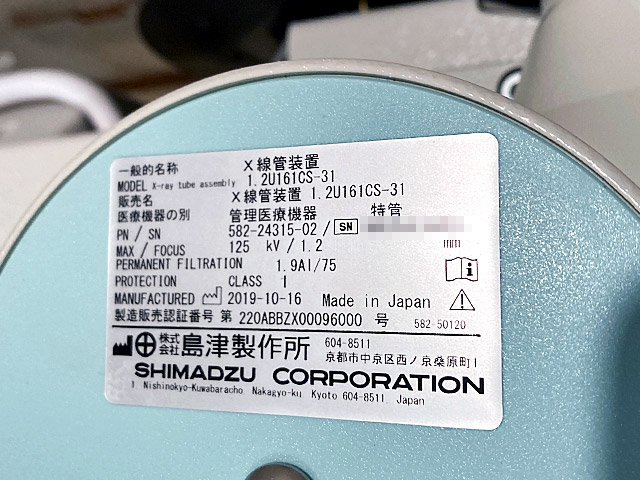 一般的名称 X線管装置
MODEL X-ray tube assembly 1.2U161CS-31
販売名 X線管装置 1.2U161CS-31
医療機器の別 管理医療機器 特管
PN / SN 582-24315-02 / SN
MAX / FOCUS 125 kV / 1.2
PERMANENT FILTRATION 1.9Al/75
PROTECTION CLASS I
MANUFACTURED 2019-10-16 Made in Japan
製造販売認証番号 第 220ABBZX00096000 号 582-50120
株式会社 島津製作所 604-8511
京都市中京区西ノ京桑原町1
SHIMADZU CORPORATION
1 Nishinokyo-Kuwabaracho Nakagyo-ku Kyoto 604-8511 Japan